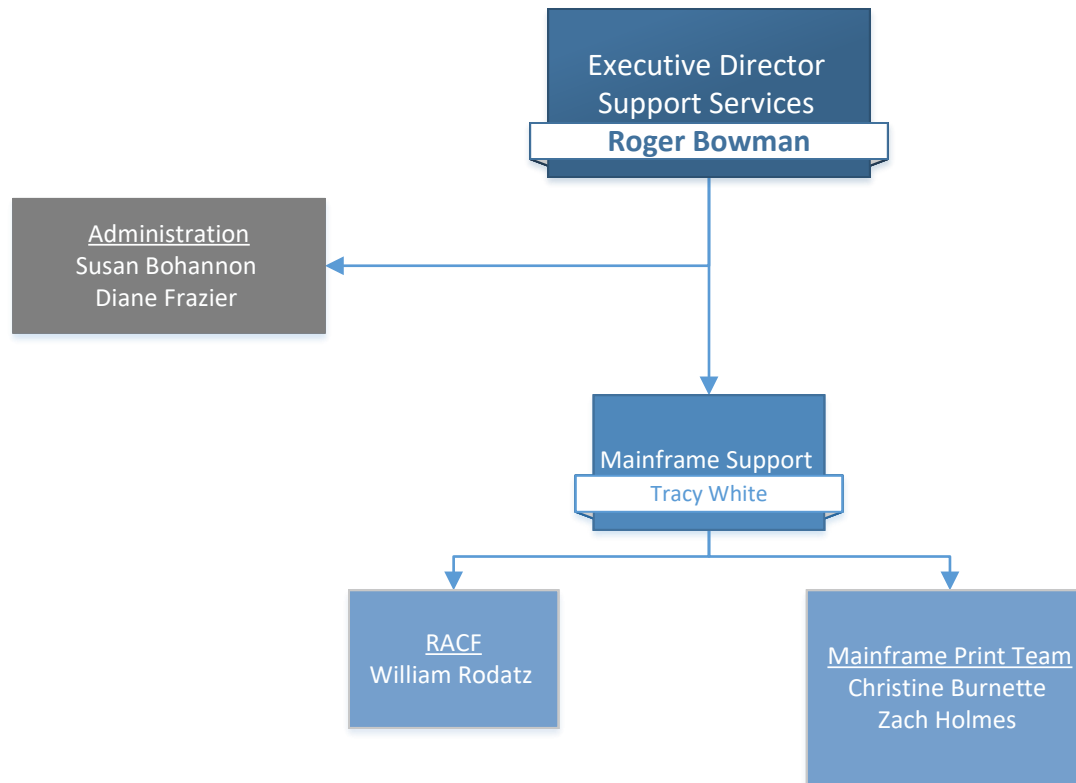 Executive Director
Support Services
Roger Bowman
Administration
Susan Bohannon
Diane Frazier
Mainframe Support
Tracy White
RACF
William Rodatz
Mainframe Print Team
Christine Burnette
Zach Holmes